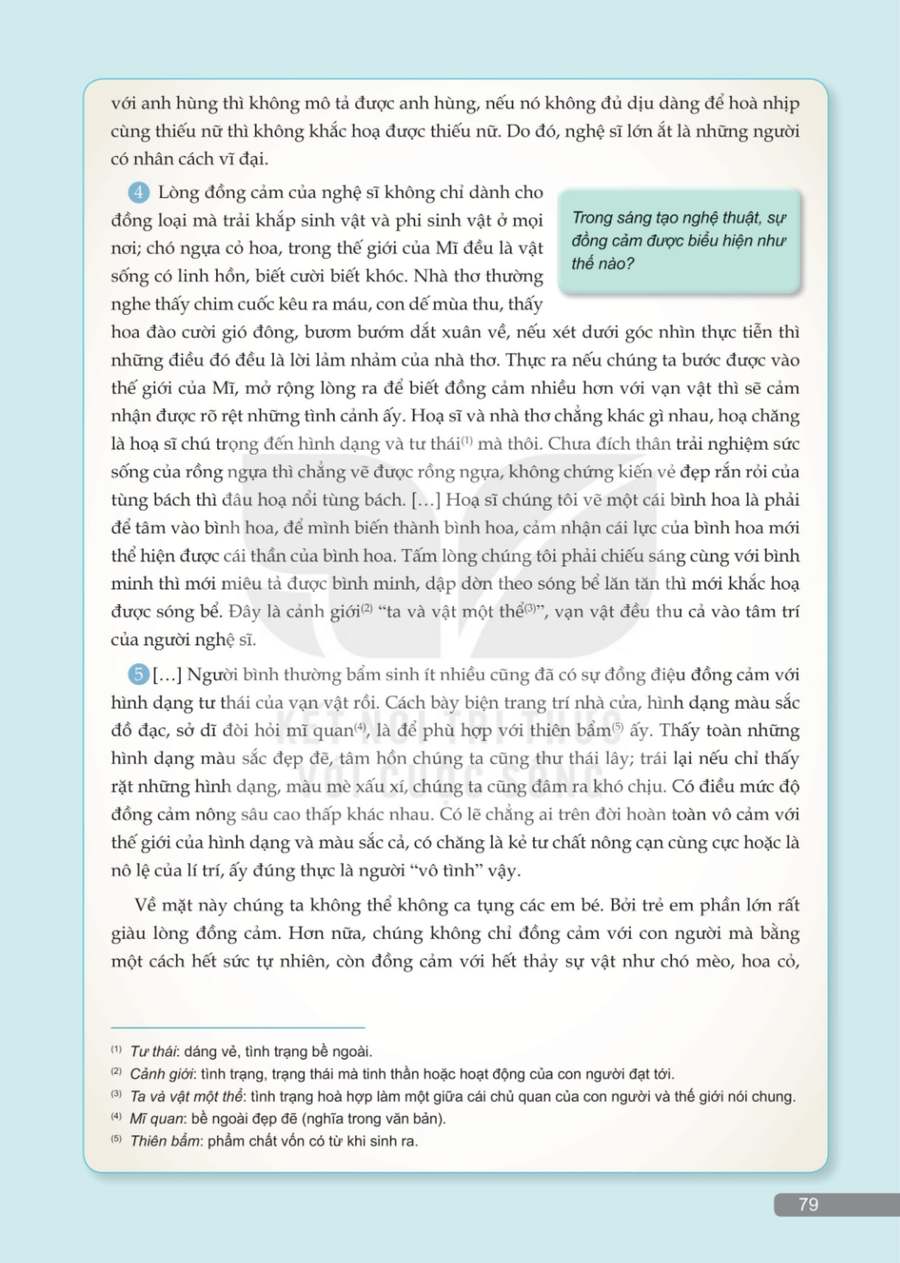 với anh hùng thì không mô tả được anh hùng, nếu nó không đủ dịu dàng để hoà nhịp
cùng thiếu nữ thì không khắc hoạ được thiếu nữ. Do đó, nghệ sĩ lớn ắt là những người
có nhân cách vĩ đại.
4 Lòng đồng cảm của nghệ sĩ không chỉ dành cho
đồng loại mà trải khắp sinh vật và phi sinh vật ở mọi
nơi; chó ngựa cỏ hoa, trong thế giới của Mĩ đều là vật
sống có linh hồn, biết cười biết khóc. Nhà thơ thường
nghe thấy chim cuốc kêu ra máu, con dế mùa thu, thấy
Trong sáng tạo nghệ thuật, sự
đồng cảm được biểu hiện như
thế nào?
hoa đào cười gió đông, bươm bướm dắt xuân về, nếu xét dưới góc nhìn thực tiễn thì
những điều đó đều là lời lảm nhảm của nhà thơ. Thực ra nếu chúng ta bước được vào
thế giới của Mĩ, mở rộng lòng ra để biết đồng cảm nhiều hơn với vạn vật thì sẽ cảm
nhận được rõ rệt những tình cảnh ấy. Hoạ sĩ và nhà thơ chẳng khác gì nhau, hoạ chăng
là hoạ sĩ chú trọng đến hình dạng và tư thái(1) mà thôi. Chưa đích thân trải nghiệm sức
sống của rồng ngựa thì chẳng vẽ được rồng ngựa, không chứng kiến vẻ đẹp rắn rỏi của
tùng bách thì đâu hoạ nổi tùng bách. […] Hoạ sĩ chúng tôi vẽ một cái bình hoa là phải
để tâm vào bình hoa, để mình biến thành bình hoa, cảm nhận cái lực của bình hoa mới
thể hiện được cái thần của bình hoa. Tấm lòng chúng tôi phải chiếu sáng cùng với bình
minh thì mới miêu tả được bình minh, dập dờn theo sóng bể lăn tăn thì mới khắc hoạ
được sóng bể. Đây là cảnh giới(2) “ta và vật một thể(3)”, vạn vật đều thu cả vào tâm trí
của người nghệ sĩ.
5 […] Người bình thường bẩm sinh ít nhiều cũng đã có sự đồng điệu đồng cảm với
hình dạng tư thái của vạn vật rồi. Cách bày biện trang trí nhà cửa, hình dạng màu sắc
đồ đạc, sở dĩ đòi hỏi mĩ quan(4), là để phù hợp với thiên bẩm(5) ấy. Thấy toàn những
hình dạng màu sắc đẹp đẽ, tâm hồn chúng ta cũng thư thái lây; trái lại nếu chỉ thấy
rặt những hình dạng, màu mè xấu xí, chúng ta cũng đâm ra khó chịu. Có điều mức độ
đồng cảm nông sâu cao thấp khác nhau. Có lẽ chẳng ai trên đời hoàn toàn vô cảm với
thế giới của hình dạng và màu sắc cả, có chăng là kẻ tư chất nông cạn cùng cực hoặc là
nô lệ của lí trí, ấy đúng thực là người “vô tình” vậy.
Về mặt này chúng ta không thể không ca tụng các em bé. Bởi trẻ em phần lớn rất
giàu lòng đồng cảm. Hơn nữa, chúng không chỉ đồng cảm với con người mà bằng
một cách hết sức tự nhiên, còn đồng cảm với hết thảy sự vật như chó mèo, hoa cỏ,
KẾT NỐI TRI THỨC
VỚI CUỘC SỐNG
(1) Tư thái: dáng vẻ, tình trạng bề ngoài.
(2) Cảnh giới: tình trạng, trạng thái mà tinh thần hoặc hoạt động của con người đạt tới.
(3) Ta và vật một thể: tình trạng hoà hợp làm một giữa cái chủ quan của con người và thế giới nói chung.
(4) Mĩ quan: bề ngoài đẹp đẽ (nghĩa trong văn bản).
(5) Thiên bẩm: phẩm chất vốn có từ khi sinh ra.
79